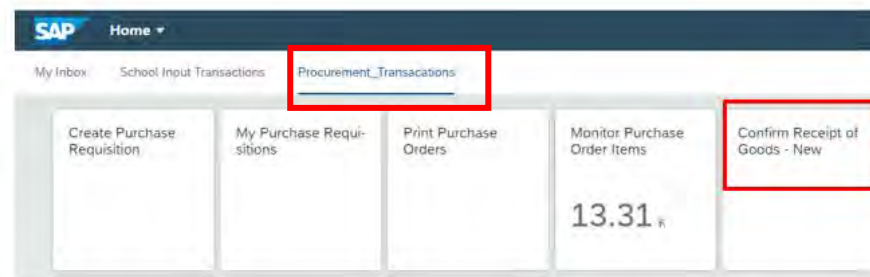 SAP Home
My Inbox School Inout Transactions Procurement_Transacations
Create Purchase
Requisition
My Purchase Requi-
sitions
Print Purchase
Orders
Monitor Purchase
Order Items
13.31 K
Confirm Receipt of
Goods - New